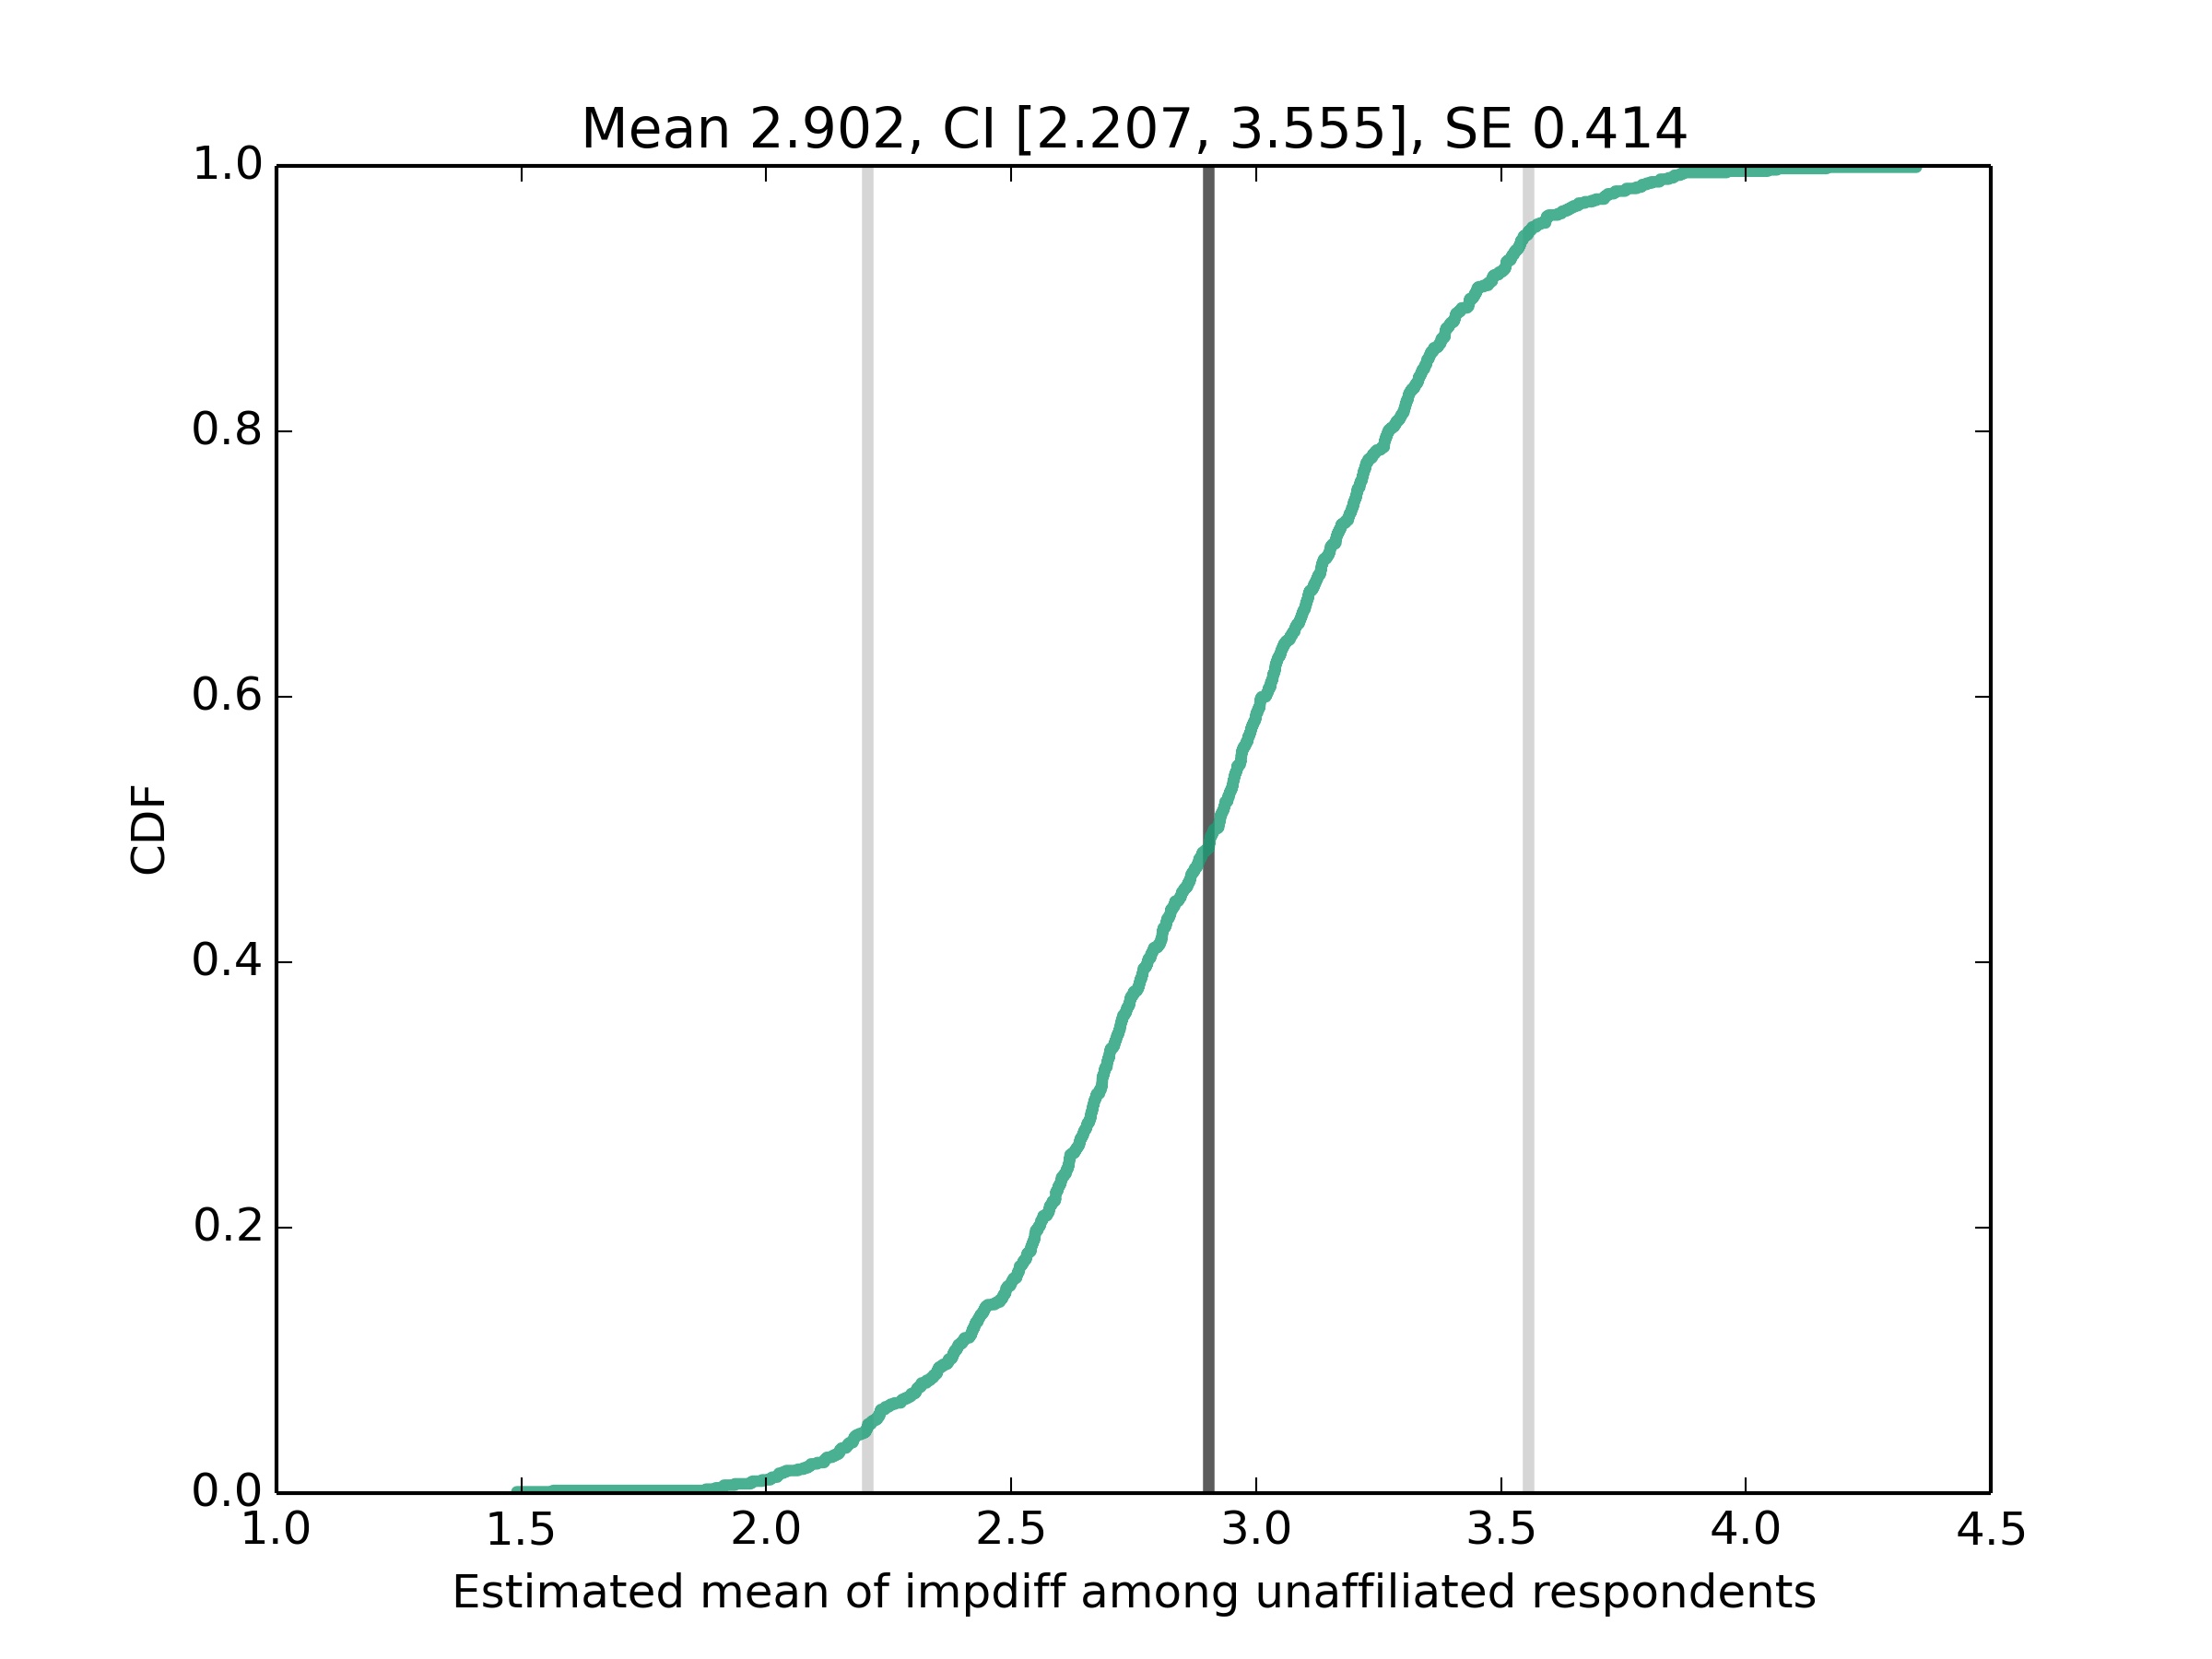 Mean 2.902, CI [2.207, 3.555], SE 0.414
1.0
0.8
0.6
0.4
0.2
0.0
CDF
1.0 1.5 2.0 2.5 3.0 3.5 4.0 4.5
Estimated mean of impdiff among unaffiliated respondents